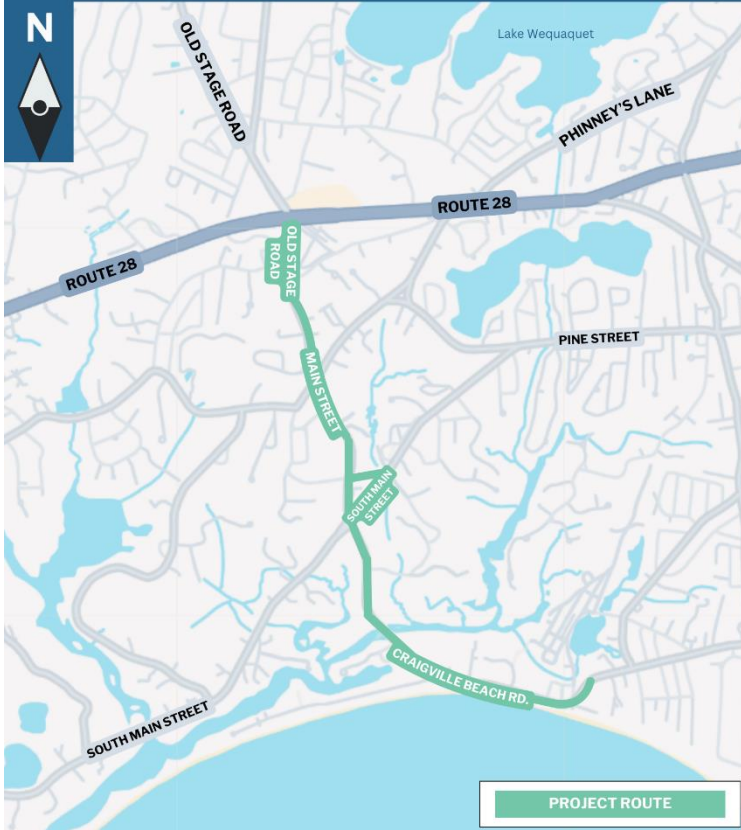 N
Lake Wequaquet
OLD STAGE ROAD
PHINNEY'S LANE
ROUTE 28
ROUTE 28
OLD STAGE
ROAD
PINE STREET
MAIN STREET
SOUTH MAIN
STREET
CRAIGVILLE BEACH RD.
SOUTH MAIN STREET
PROJECT ROUTE